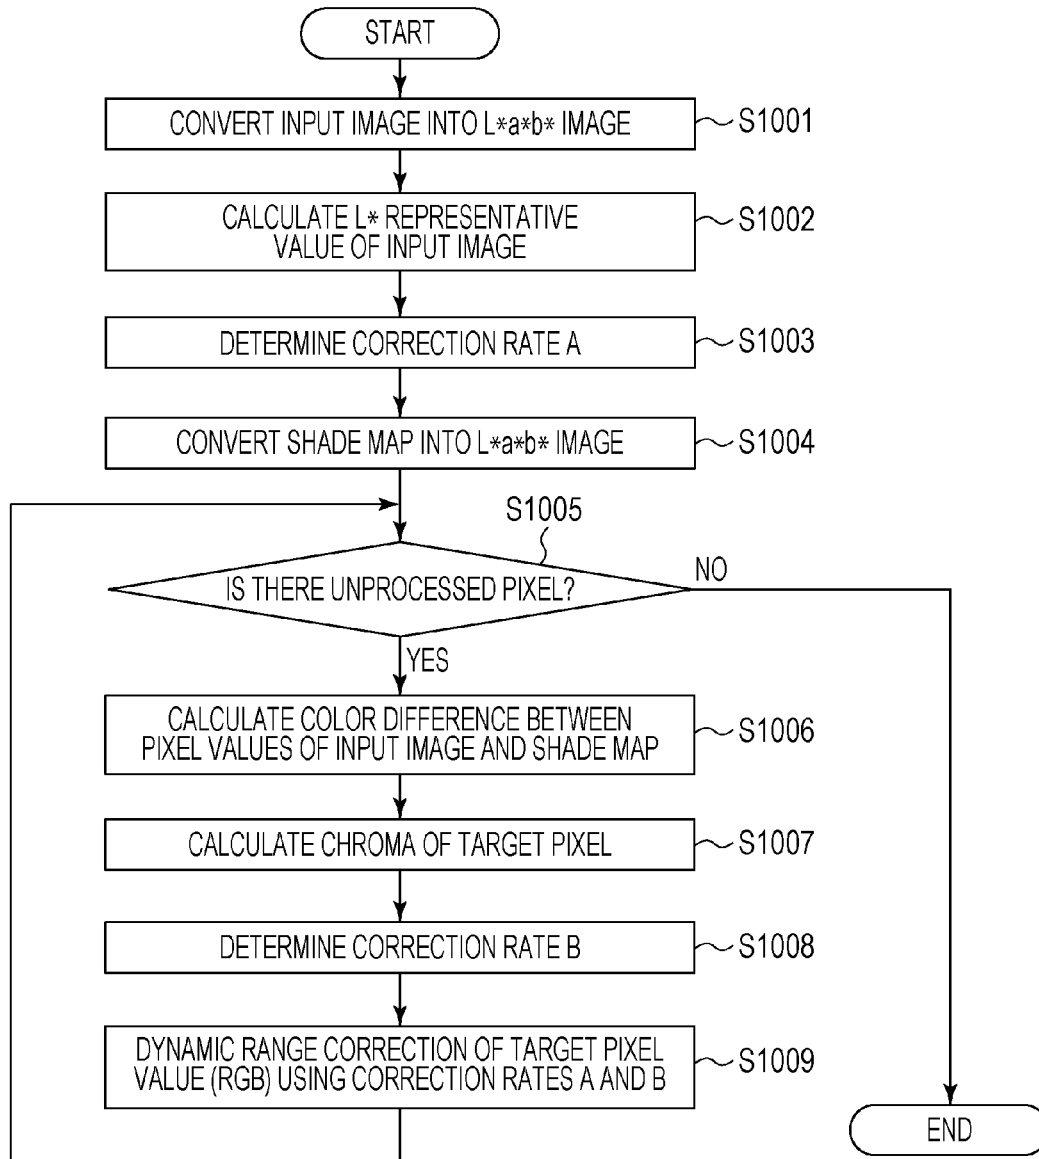 START
CONVERT INPUT IMAGE INTO L*a*b* IMAGE
S1001
CALCULATE L* REPRESENTATIVE
VALUE OF INPUT IMAGE
S1002
DETERMINE CORRECTION RATE A
S1003
CONVERT SHADE MAP INTO L*a*b* IMAGE
S1004
S1005
IS THERE UNPROCESSED PIXEL?
NO
YES
CALCULATE COLOR DIFFERENCE BETWEEN
PIXEL VALUES OF INPUT IMAGE AND SHADE MAP
S1006
CALCULATE CHROMA OF TARGET PIXEL
S1007
DETERMINE CORRECTION RATE B
S1008
DYNAMIC RANGE CORRECTION OF TARGET PIXEL
VALUE (RGB) USING CORRECTION RATES A AND B
S1009
END